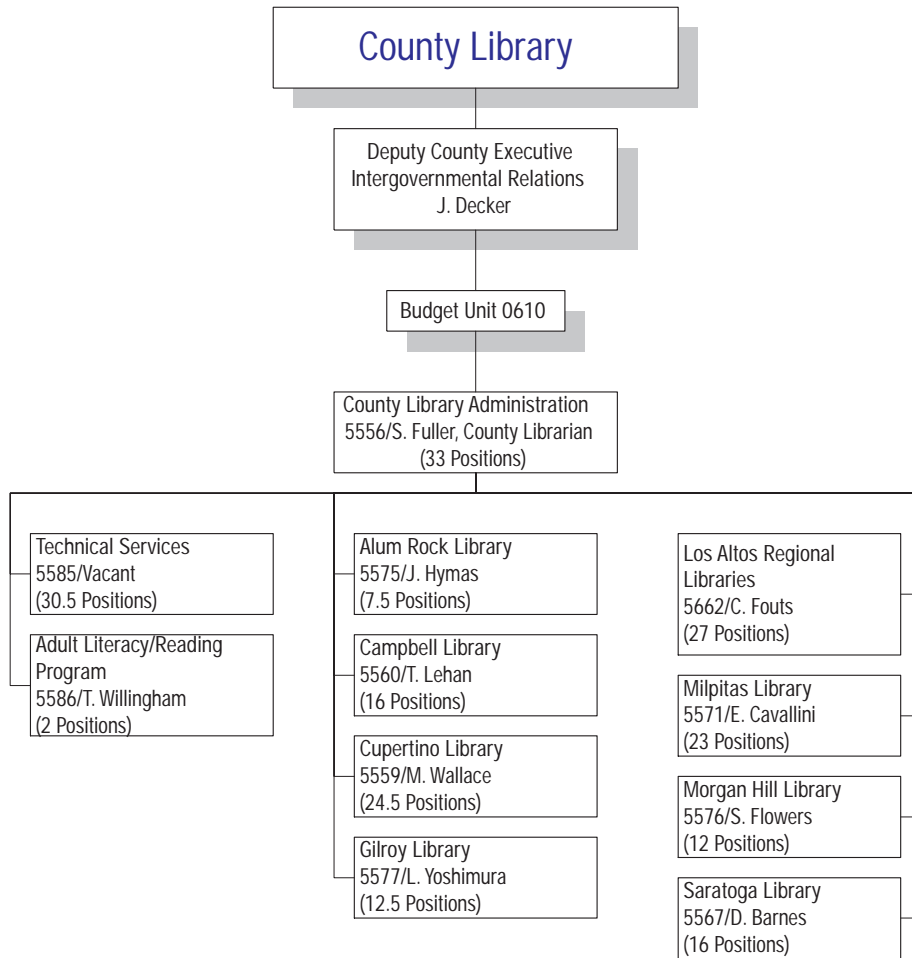 County Library
Deputy County Executive
Intergovernmental Relations
J. Decker
Budget Unit 0610
County Library Administration
5556/S. Fuller, County Librarian
(33 Positions)
Technical Services
5585/Vacant
(30.5 Positions)
Adult Literacy/Reading
Program
5586/T. Willingham
(2 Positions)
Alum Rock Library
5575/J. Hymas
(7.5 Positions)
Campbell Library
5560/T. Lehan
(16 Positions)
Cupertino Library
5559/M. Wallace
(24.5 Positions)
Gilroy Library
5577/L. Yoshimura
(12.5 Positions)
Los Altos Regional
Libraries
5662/C. Fouts
(27 Positions)
Milpitas Library
5571/E. Cavallini
(23 Positions)
Morgan Hill Library
5576/S. Flowers
(12 Positions)
Saratoga Library
5567/D. Barnes
(16 Positions)